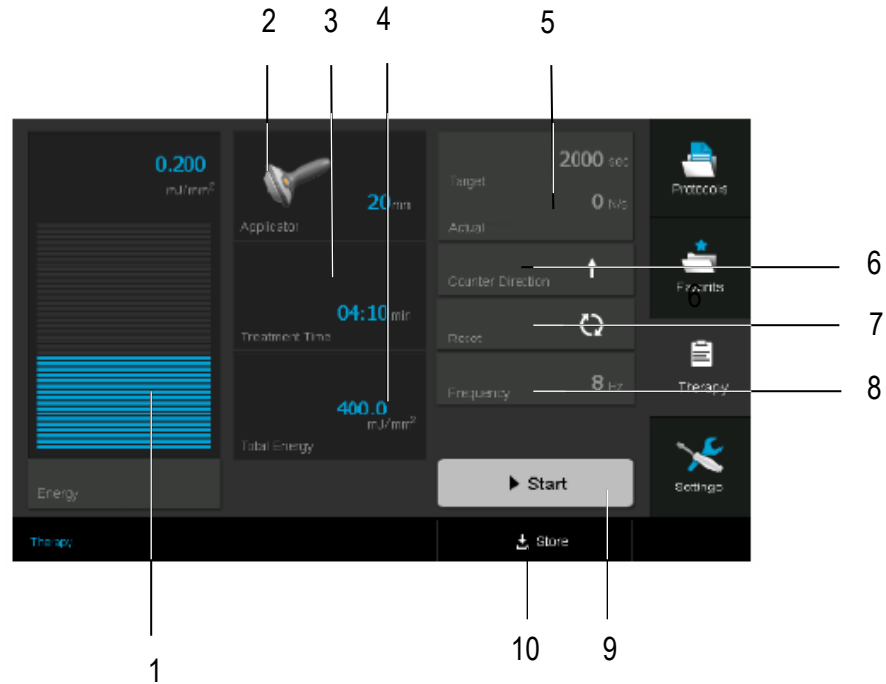 2 3 4 5
0.200
mJ/mm²
20 mm
Applicator
2000 sec
Target
0 N/s
Actual
Protocols
Counter Direction
6
Favorits
6
04:10 min
Treatment Time
Reset
7
Frequency
8 Hz
8
Therapy
400.0
mJ/mm²
Total Energy
Energy
Start
Settings
Therapy
Store
1
10
9